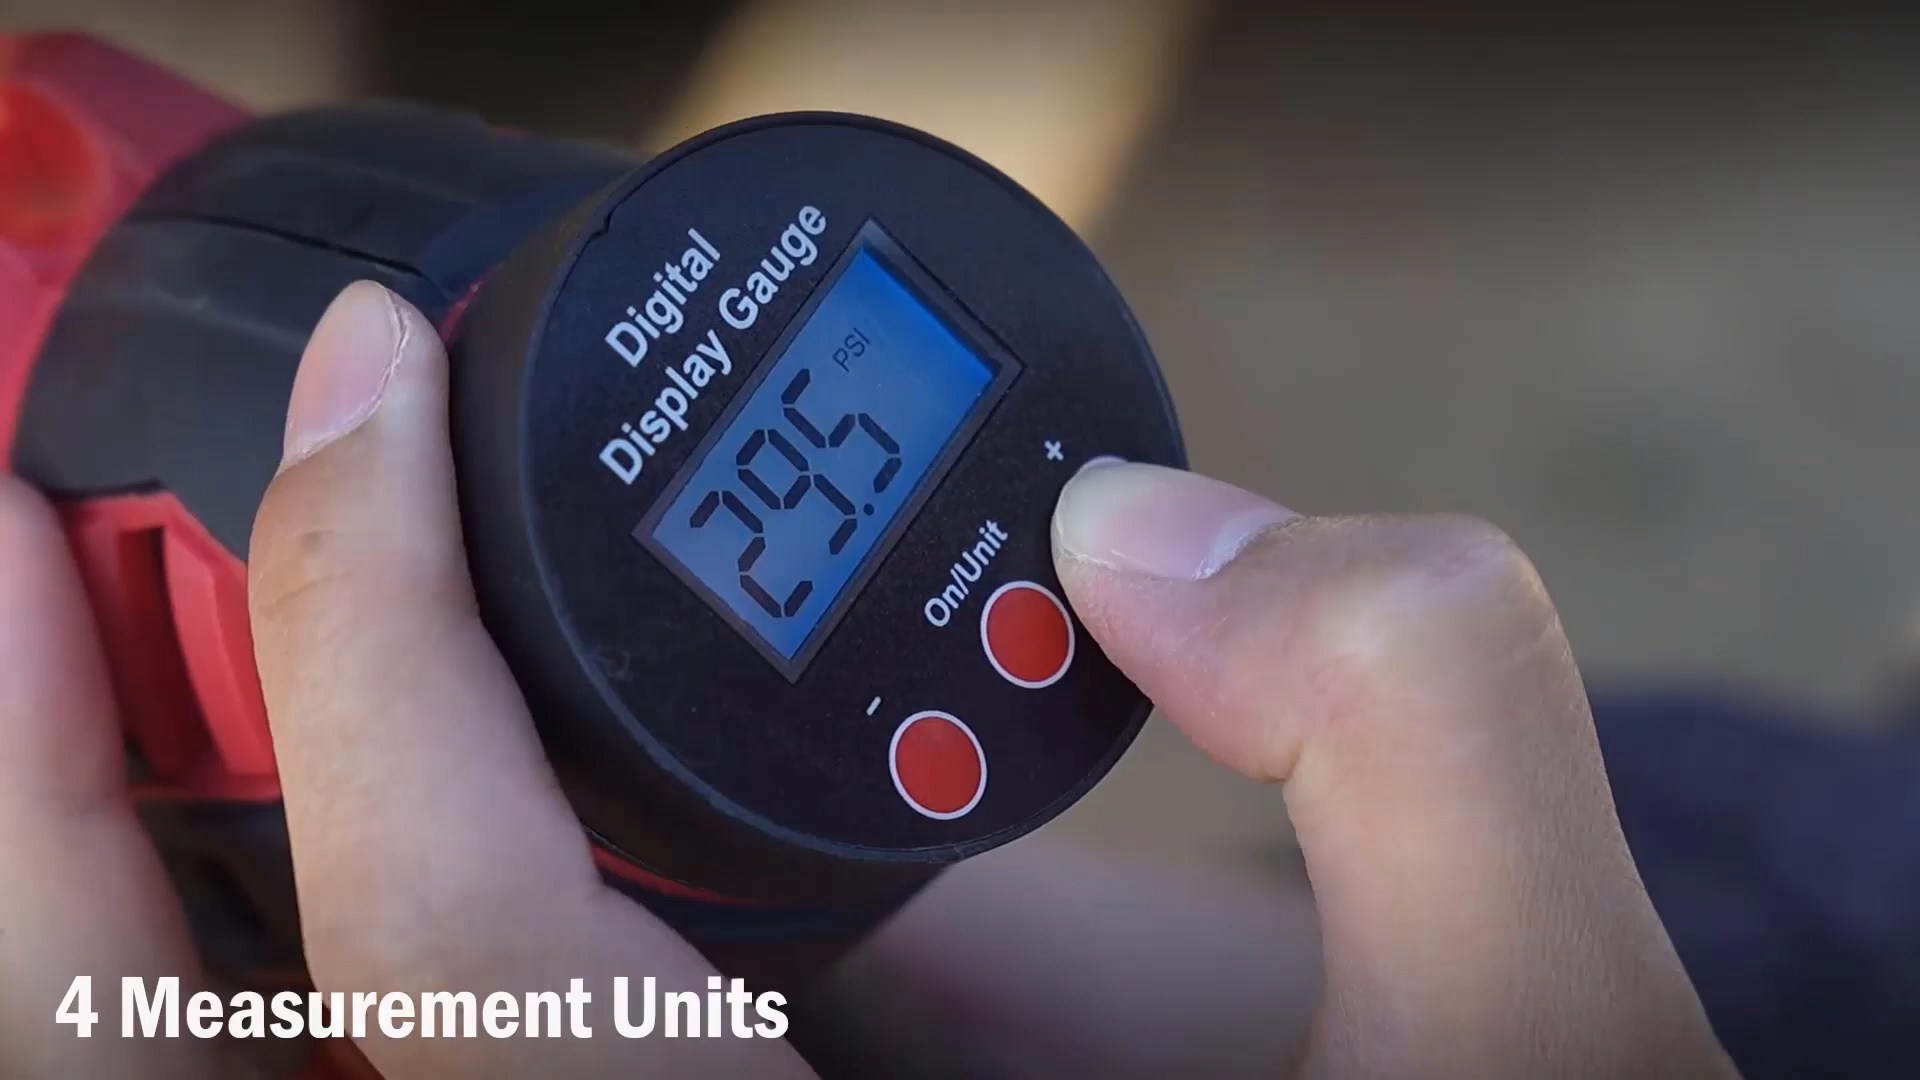 Digital
Display Gauge
PSI
29.5
+
On/Unit
-
4 Measurement Units